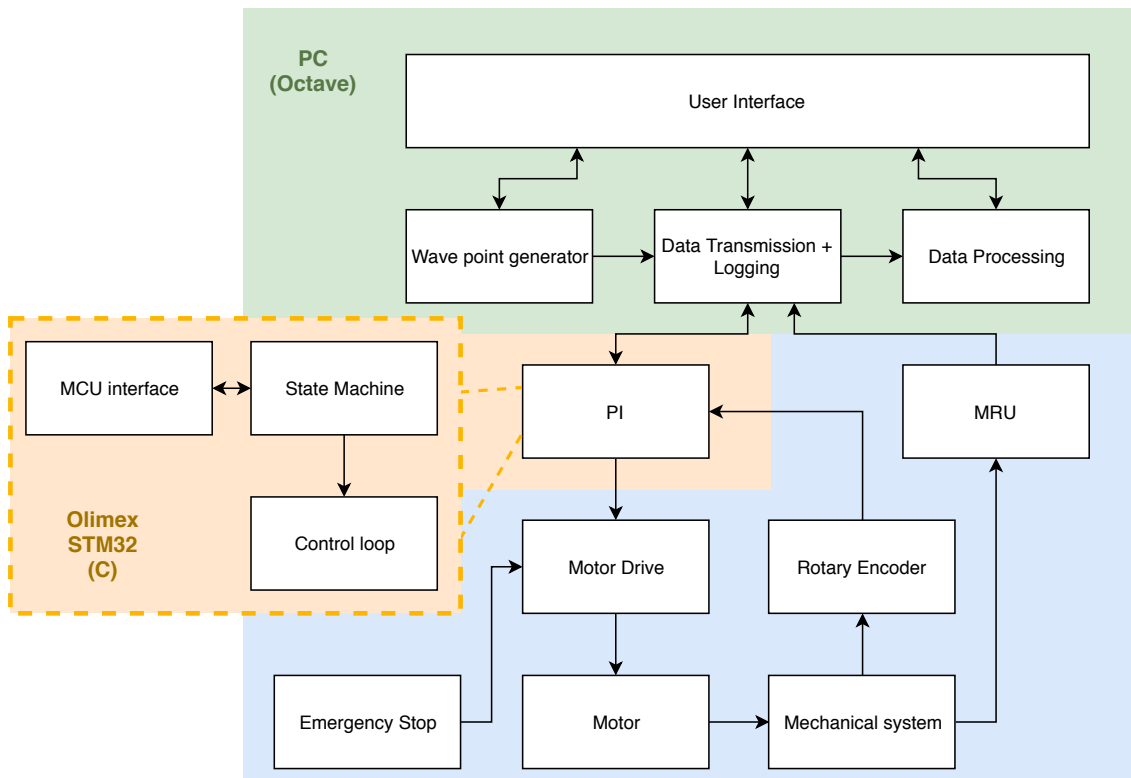 PC
(Octave)
User Interface
Wave point generator
Data Transmission +
Logging
Data Processing
MCU interface
State Machine
PI
MRU
Olimex
STM32
(C)
Control loop
Motor Drive
Rotary Encoder
Emergency Stop
Motor
Mechanical system